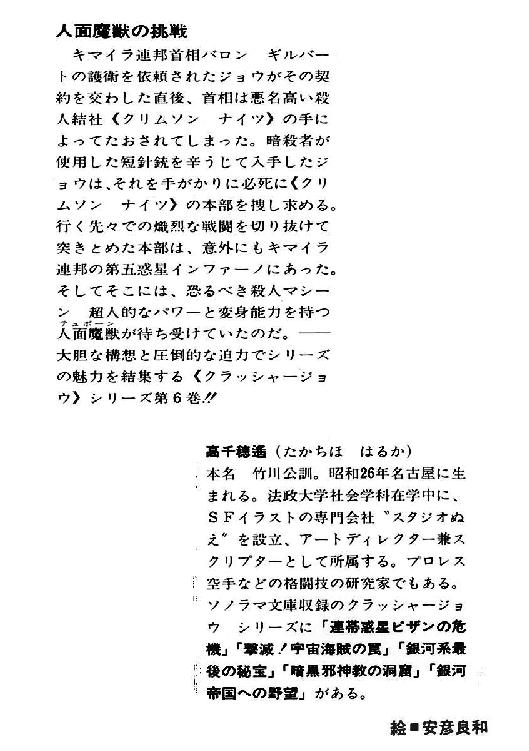 人面魔獣の挑戦
　キマイラ連邦首相バロン　ギルバー
トの護衛を依頼されたジョウがその契
約を交わした直後、首相は悪名高い殺
人結社《クリムソン　ナイツ》の手に
よってたおされてしまった。暗殺者が
使用した短針銃を辛うじて入手したジ
ョウは、それを手がかりに必死に《クリ
ムソン　ナイツ》の本部を捜し求める。
行く先々での熾烈な戦闘を切り抜けて
突きとめた本部は、意外にもキマイラ
連邦の第五惑星インファーノにあった。
そしてそこには、恐るべき殺人マシー
ン　超人的なパワーと変身能力を持つ
テュポーン
人面魔獣が待ち受けていたのだ。――
大胆な構想と圧倒的な迫力でシリーズ
の魅力を結集する《クラッシャージョ
ウ》シリーズ第6巻!!
高千穂遙（たかちほ　はるか）
本名　竹川公訓。昭和26年名古屋に生
まれる。法政大学社会学科在学中に、
ＳＦイラストの専門会社〝スタジオぬ
え〟を設立、アートディレクター兼ス
クリプターとして所属する。プロレス
空手などの格闘技の研究家でもある。
ソノラマ文庫収録のクラッシャージョ
ウ　シリーズに「連帯惑星ピザンの危
機」「撃滅！宇宙海賊の罠」「銀河系最
後の秘宝」「暗黒邪神教の洞窟」「銀河
帝国への野望」がある。
絵■安彦良和